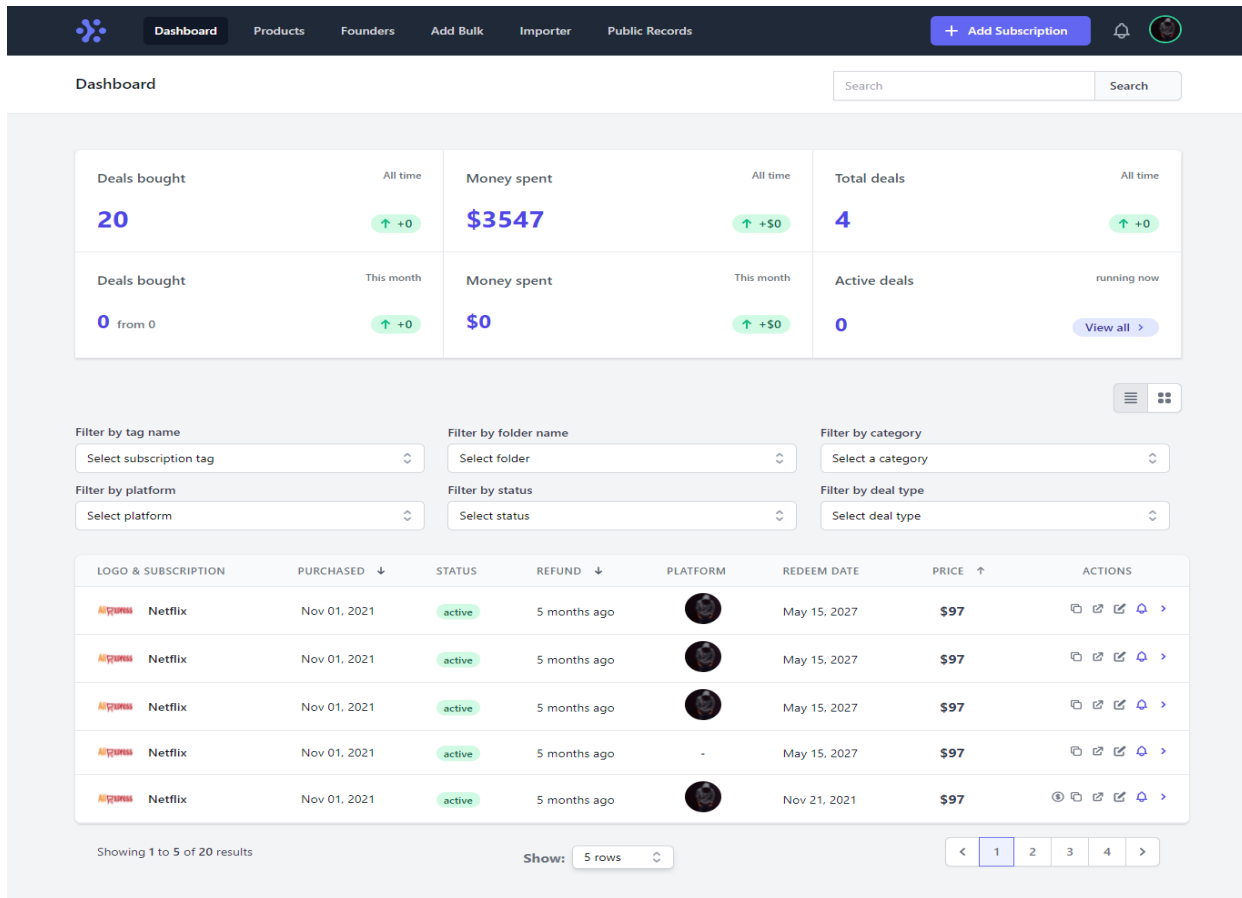 Dashboard Products Founders Add Bulk Importer Public Records Add Subscription
Dashboard Search Search
Deals bought All time Money spent All time Total deals All time
20 +0 $3547 +$0 4 +0
Deals bought This month Money spent This month Active deals running now
0 from 0 +0 $0 +$0 0 View all
Filter by tag name Filter by folder name Filter by category
Select subscription tag Select folder Select a category
Filter by platform Filter by status Filter by deal type
Select platform Select status Select deal type
LOGO & SUBSCRIPTION PURCHASED STATUS REFUND PLATFORM REDEEM DATE PRICE ACTIONS
AliExpress Netflix Nov 01, 2021 active 5 months ago May 15, 2027 $97
AliExpress Netflix Nov 01, 2021 active 5 months ago May 15, 2027 $97
AliExpress Netflix Nov 01, 2021 active 5 months ago May 15, 2027 $97
AliExpress Netflix Nov 01, 2021 active 5 months ago - May 15, 2027 $97
AliExpress Netflix Nov 01, 2021 active 5 months ago Nov 21, 2021 $97
Showing 1 to 5 of 20 results Show: 5 rows 1 2 3 4